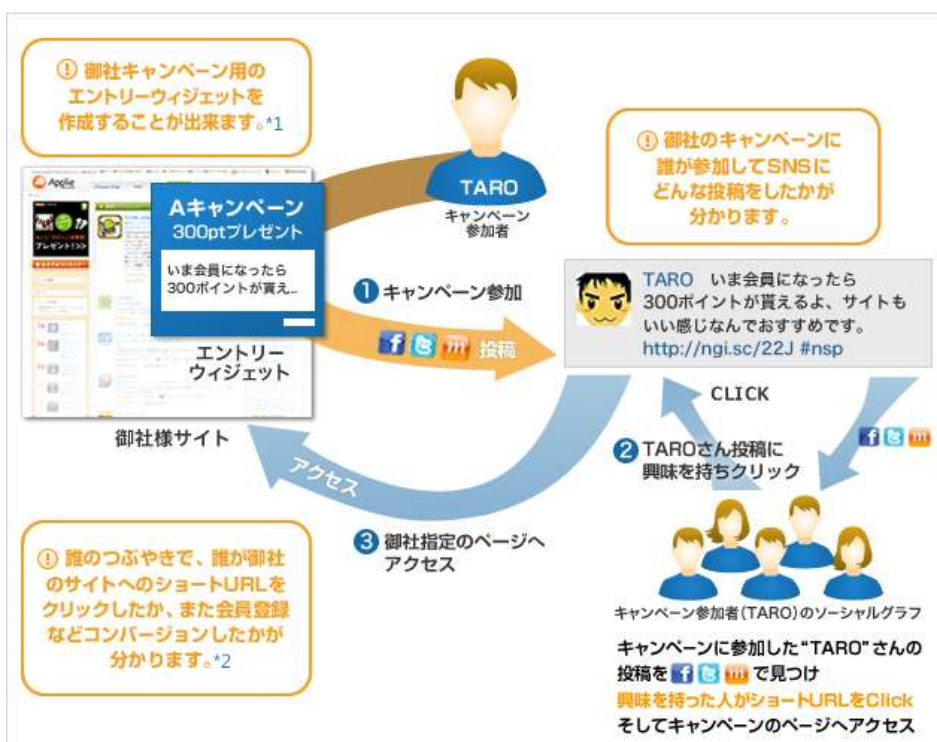 ! 御社キャンペーン用の
エントリーウィジェットを
作成することが出来ます。*1
TARO
キャンペーン
参加者
! 御社のキャンペーンに
誰が参加してSNSに
どんな投稿をしたかが
分かります。
Applie
プレゼント!>>
Aキャンペーン
300ptプレゼント
いま会員になったら
300ポイントが貰え...
エントリー
ウィジェット
御社様サイト
1 キャンペーン参加
f t m 投稿
TARO いま会員になったら
300ポイントが貰えるよ、サイトも
いい感じなんでおすすめです。
http://ngi.sc/22J #nsp
CLICK
f t m
2 TAROさん投稿に
興味を持ちクリック
アクセス
3 御社指定のページへ
アクセス
! 誰のつぶやきで、誰が御社
のサイトへのショートURLを
クリックしたか、また会員登録
などコンバージョンしたかが
分かります。*2
キャンペーン参加者(TARO)のソーシャルグラフ
キャンペーンに参加した“TARO”さんの
投稿を f t m で見つけ
興味を持った人がショートURLをClick
そしてキャンペーンのページへアクセス